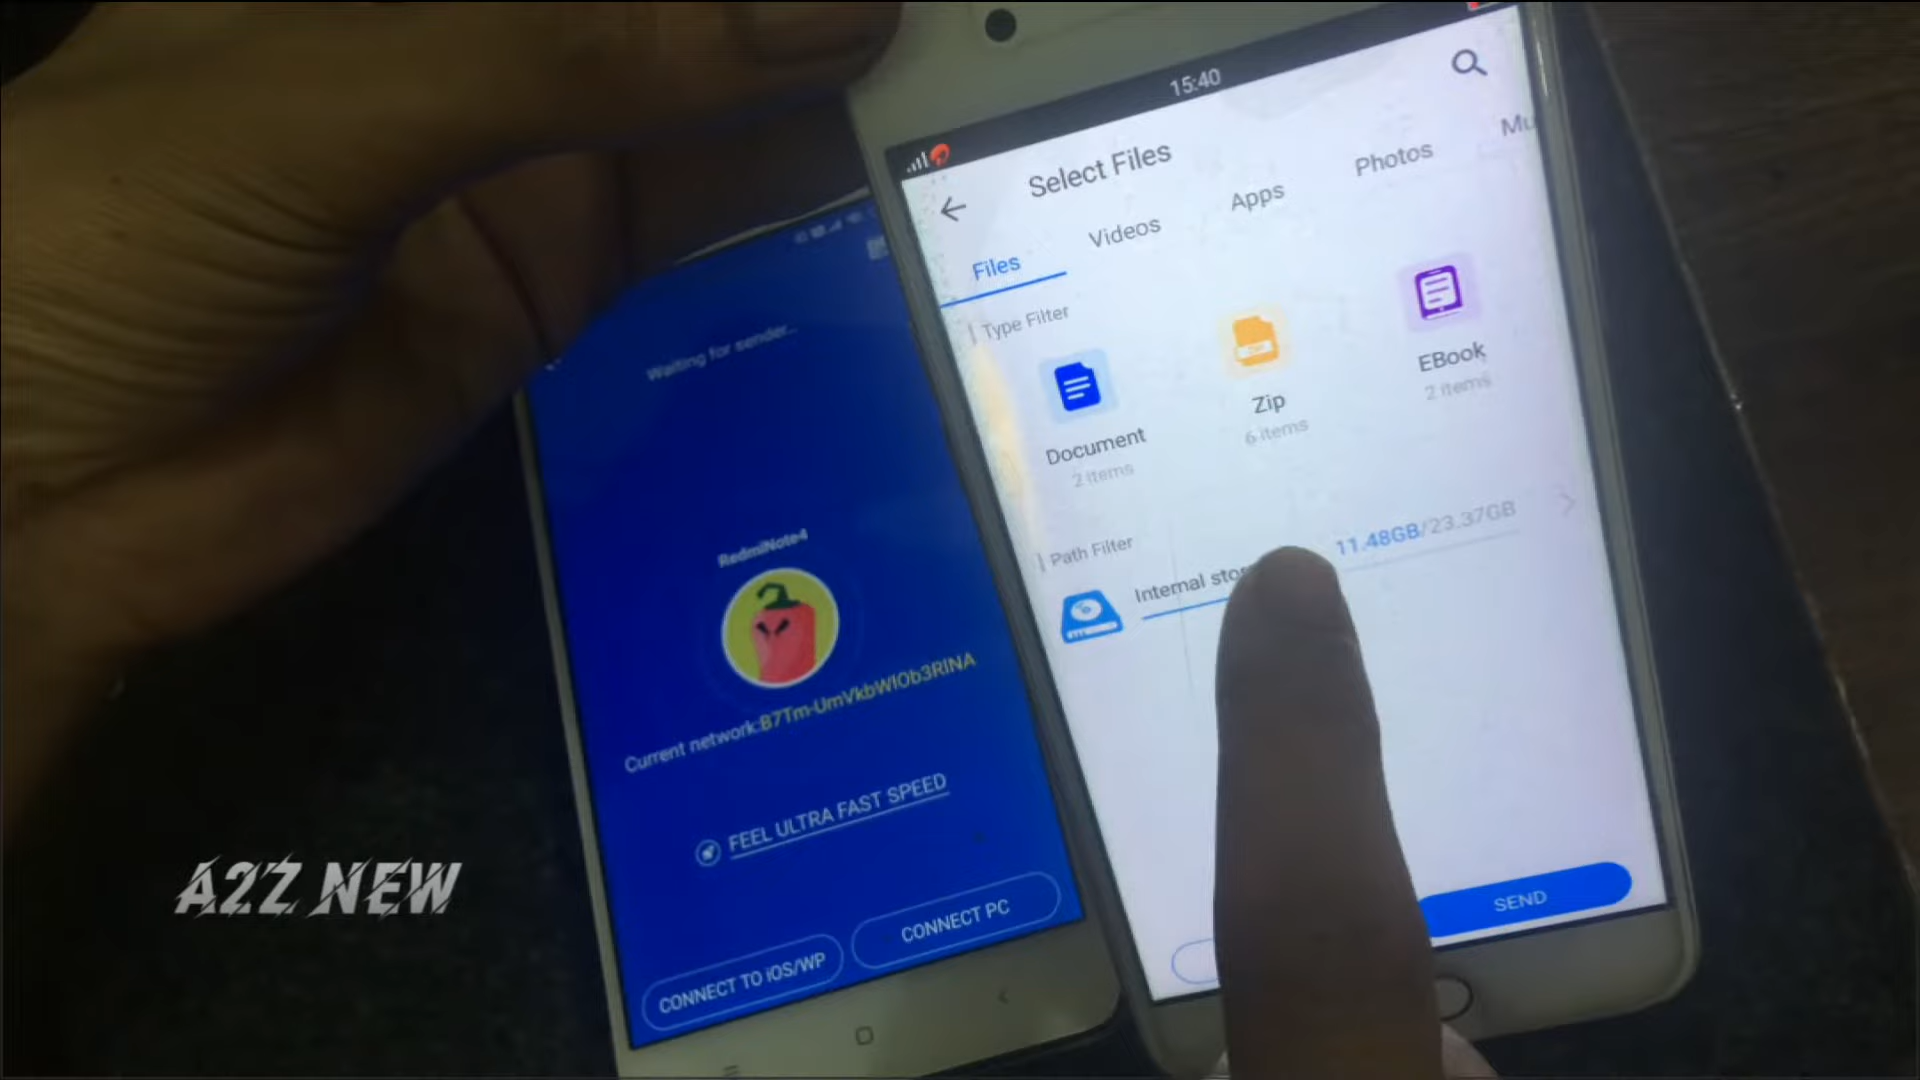 15:40
Select Files
Files
Videos
Apps
Photos
Mu
Type Filter
Document
2 items
Zip
6 items
EBook
2 items
Path Filter
Internal stor
11.48GB/23.37GB
SEND
Waiting for sender...
RedmiNote4
Current network:B7Tm-UmVkbWlOb3RlNA
FEEL ULTRA FAST SPEED
CONNECT TO iOS/WP
CONNECT PC
A2Z NEW